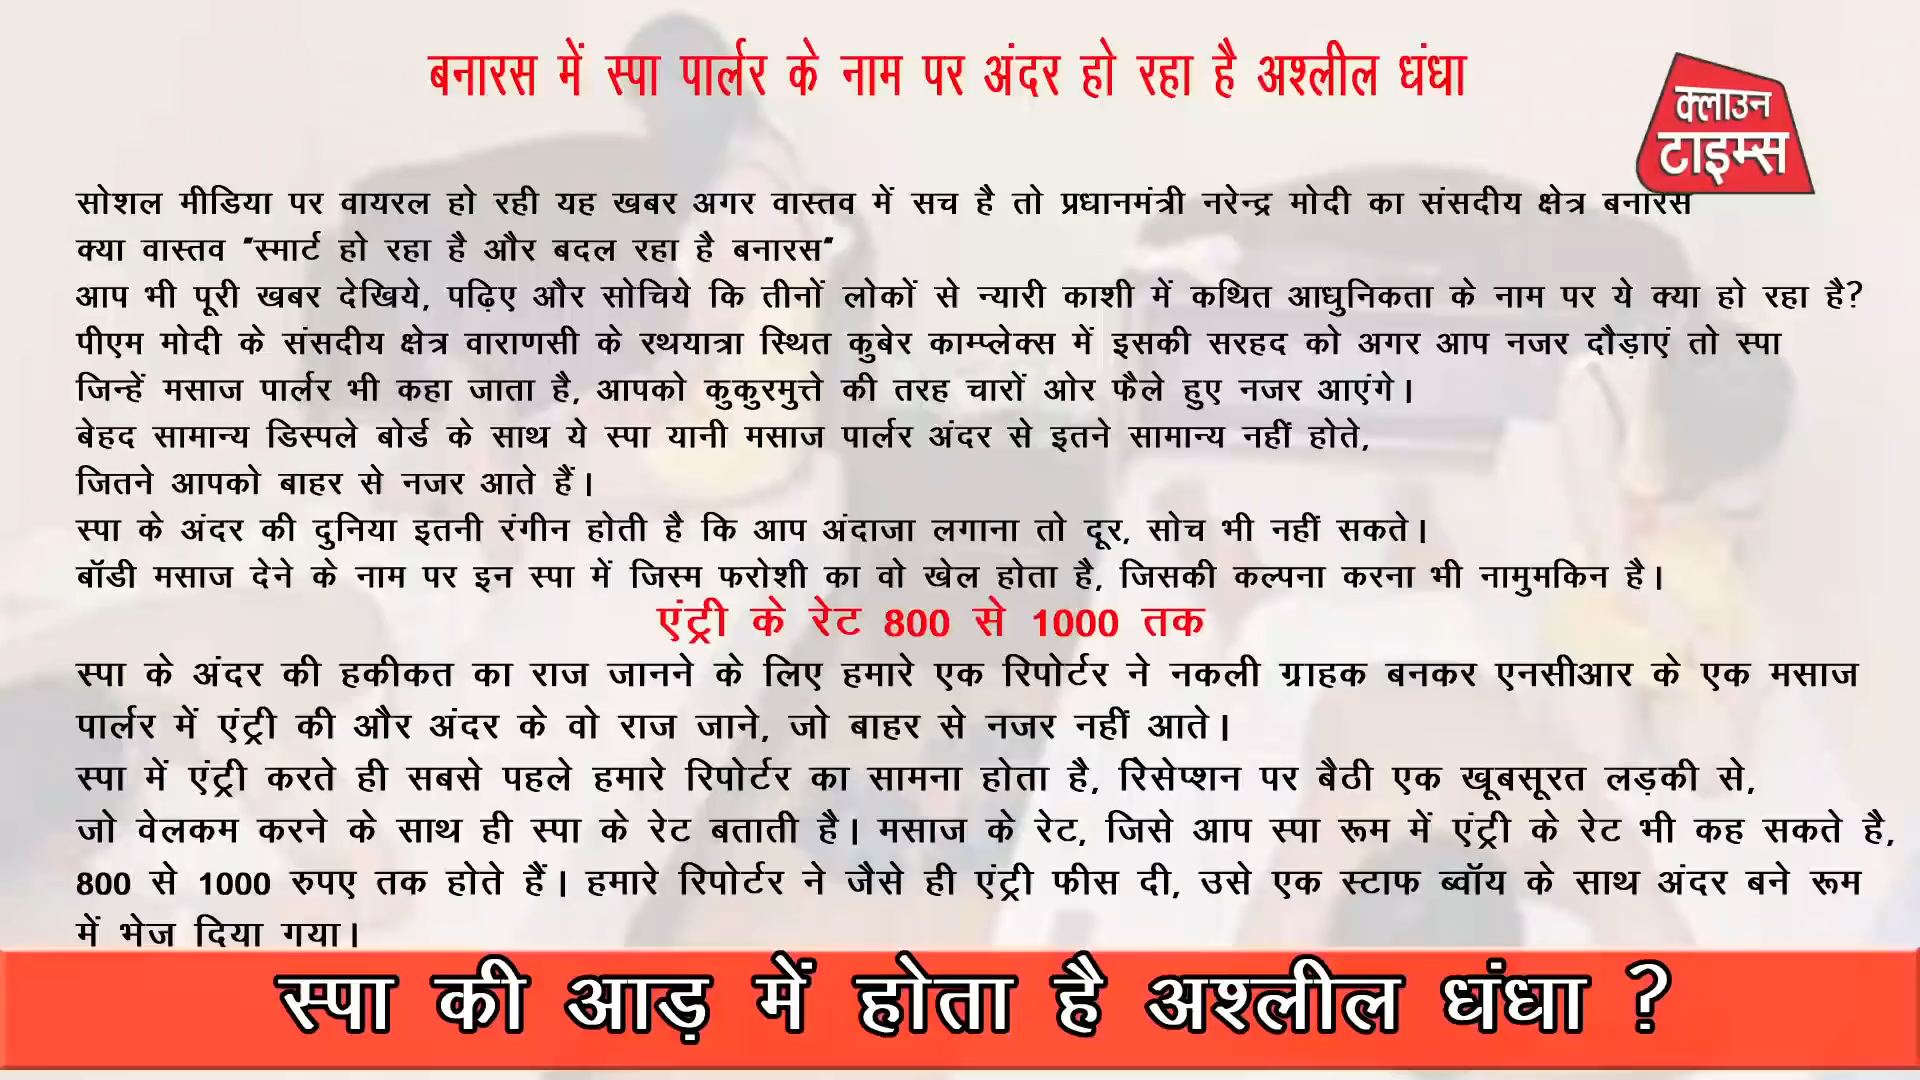 बनारस में स्पा पार्लर के नाम पर अंदर हो रहा है अश्लील धंधा
क्लाउन
टाइम्स
सोशल मीडिया पर वायरल हो रही यह खबर अगर वास्तव में सच है तो प्रधानमंत्री नरेन्द्र मोदी का संसदीय क्षेत्र बनारस
क्या वास्तव "स्मार्ट हो रहा है और बदल रहा है बनारस"
आप भी पूरी खबर देखिये, पढ़िए और सोचिये कि तीनों लोकों से न्यारी काशी में कथित आधुनिकता के नाम पर ये क्या हो रहा है?
पीएम मोदी के संसदीय क्षेत्र वाराणसी के रथयात्रा स्थित कुबेर काम्प्लेक्स में इसकी सरहद को अगर आप नजर दौड़ाएं तो स्पा
जिन्हें मसाज पार्लर भी कहा जाता है, आपको कुकुरमुत्ते की तरह चारों ओर फैले हुए नजर आएंगे।
बेहद सामान्य डिस्पले बोर्ड के साथ ये स्पा यानी मसाज पार्लर अंदर से इतने सामान्य नहीं होते,
जितने आपको बाहर से नजर आते हैं।
स्पा के अंदर की दुनिया इतनी रंगीन होती है कि आप अंदाजा लगाना तो दूर, सोच भी नहीं सकते।
बॉडी मसाज देने के नाम पर इन स्पा में जिस्म फरोशी का वो खेल होता है, जिसकी कल्पना करना भी नामुमकिन है।
एंट्री के रेट 800 से 1000 तक
स्पा के अंदर की हकीकत का राज जानने के लिए हमारे एक रिपोर्टर ने नकली ग्राहक बनकर एनसीआर के एक मसाज
पार्लर में एंट्री की और अंदर के वो राज जाने, जो बाहर से नजर नहीं आते।
स्पा में एंट्री करते ही सबसे पहले हमारे रिपोर्टर का सामना होता है, रिसेप्शन पर बैठी एक खूबसूरत लड़की से,
जो वेलकम करने के साथ ही स्पा के रेट बताती है। मसाज के रेट, जिसे आप स्पा रूम में एंट्री के रेट भी कह सकते है,
800 से 1000 रुपए तक होते हैं। हमारे रिपोर्टर ने जैसे ही एंट्री फीस दी, उसे एक स्टाफ ब्वॉय के साथ अंदर बने रूम
में भेज दिया गया।
स्पा की आड़ में होता है अश्लील धंधा ?